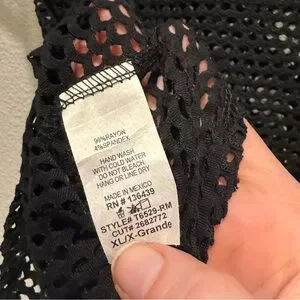 96%RAYON
4%SPANDEX
HAND WASH
WITH COLD WATER
DO NOT BLEACH.
HANG OR LINE DRY
MADE IN MEXICO
RN # 136439
STYLE# T6529-RM
CUT# 2682772
XL/X-Grande